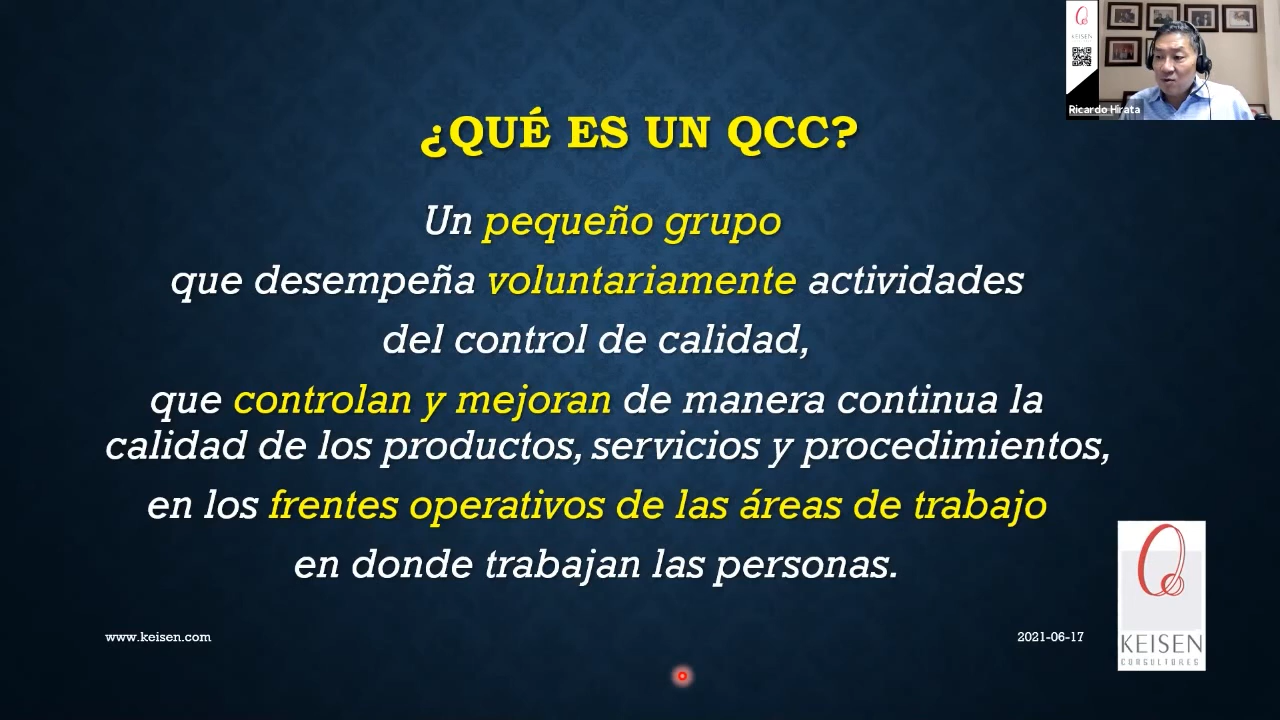 KEISEN
Ricardo Hirata
¿QUÉ ES UN QCC?
Un pequeño grupo
que desempeña voluntariamente actividades
del control de calidad,
que controlan y mejoran de manera continua la
calidad de los productos, servicios y procedimientos,
en los frentes operativos de las áreas de trabajo
en donde trabajan las personas.
www.keisen.com
2021-06-17
KEISEN
CONSULTORES